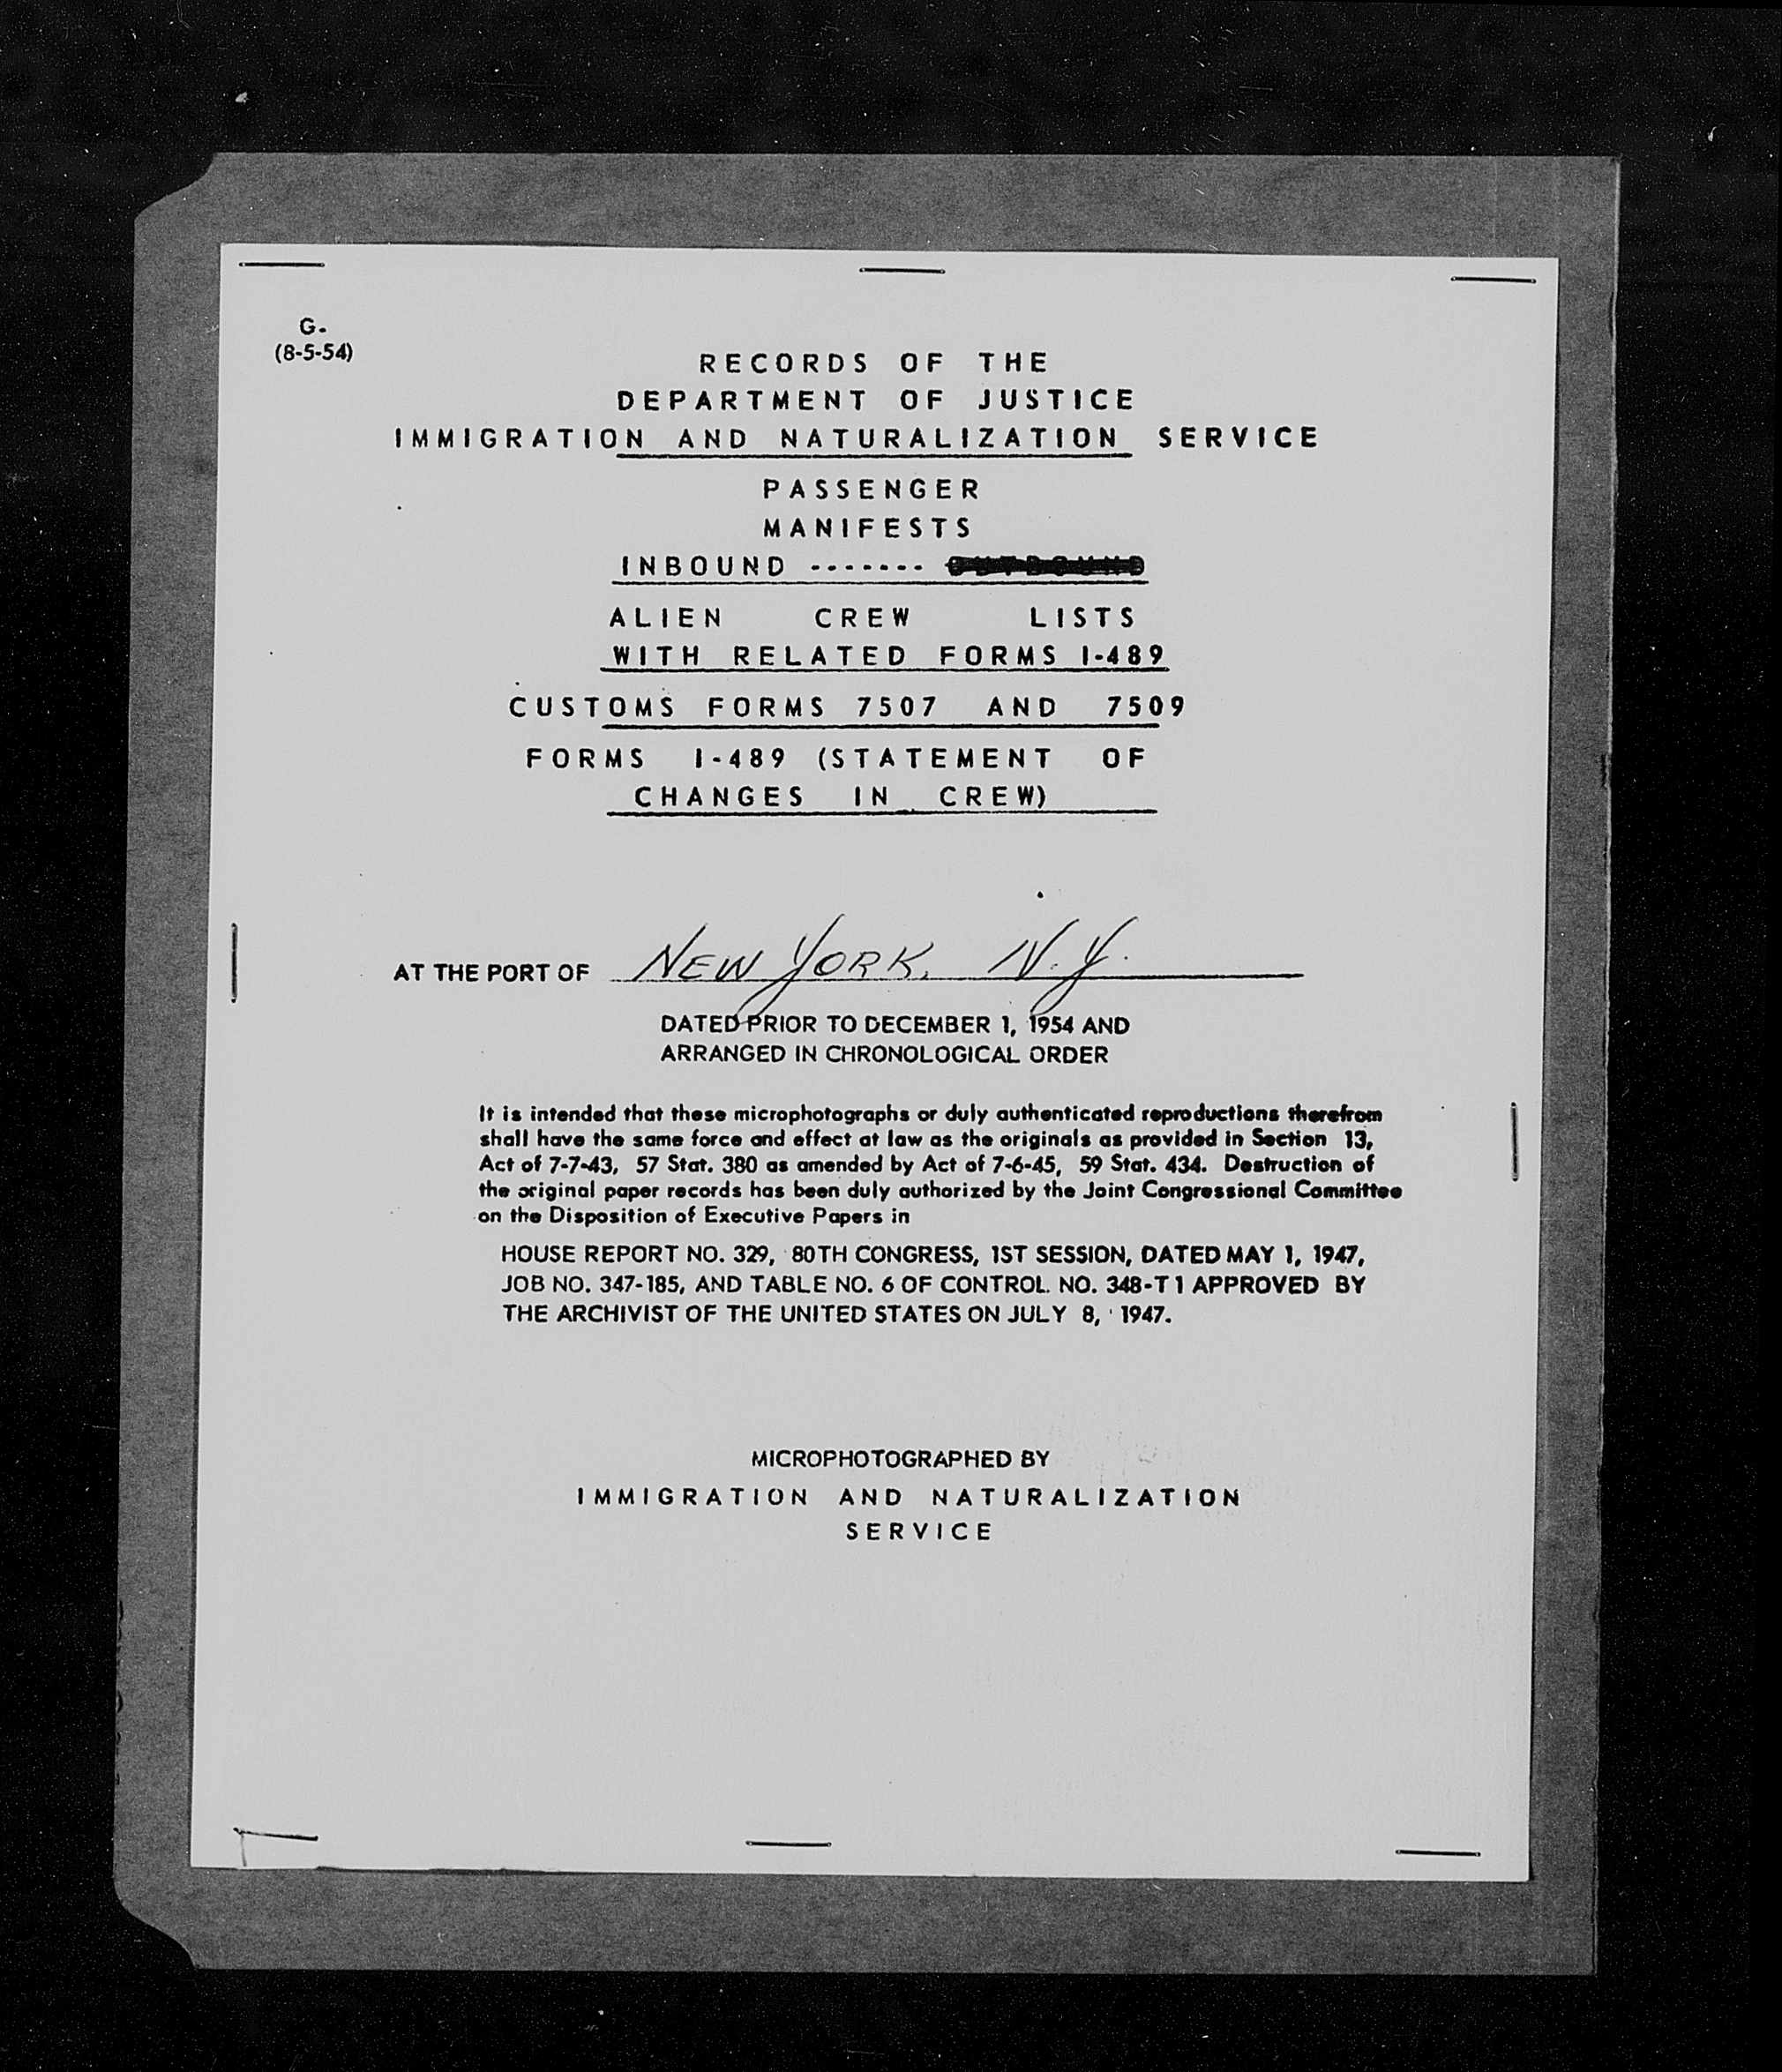 G-
(8-5-54)
RECORDS OF THE
DEPARTMENT OF JUSTICE
IMMIGRATION AND NATURALIZATION SERVICE
PASSENGER
MANIFESTS
INBOUND ------- OUTBOUND
ALIEN CREW LISTS
WITH RELATED FORMS I-489
CUSTOMS FORMS 7507 AND 7509
FORMS I-489 (STATEMENT OF
CHANGES IN CREW)
AT THE PORT OF NEW YORK, N.Y.
DATED PRIOR TO DECEMBER 1, 1954 AND
ARRANGED IN CHRONOLOGICAL ORDER
It is intended that these microphotographs or duly authenticated reproductions therefrom
shall have the same force and effect at law as the originals as provided in Section 13,
Act of 7-7-43, 57 Stat. 380 as amended by Act of 7-6-45, 59 Stat. 434. Destruction of
the original paper records has been duly authorized by the Joint Congressional Committee
on the Disposition of Executive Papers in
HOUSE REPORT NO. 329, 80TH CONGRESS, 1ST SESSION, DATED MAY 1, 1947,
JOB NO. 347-185, AND TABLE NO. 6 OF CONTROL NO. 348-T1 APPROVED BY
THE ARCHIVIST OF THE UNITED STATES ON JULY 8, 1947.
MICROPHOTOGRAPHED BY
IMMIGRATION AND NATURALIZATION
SERVICE